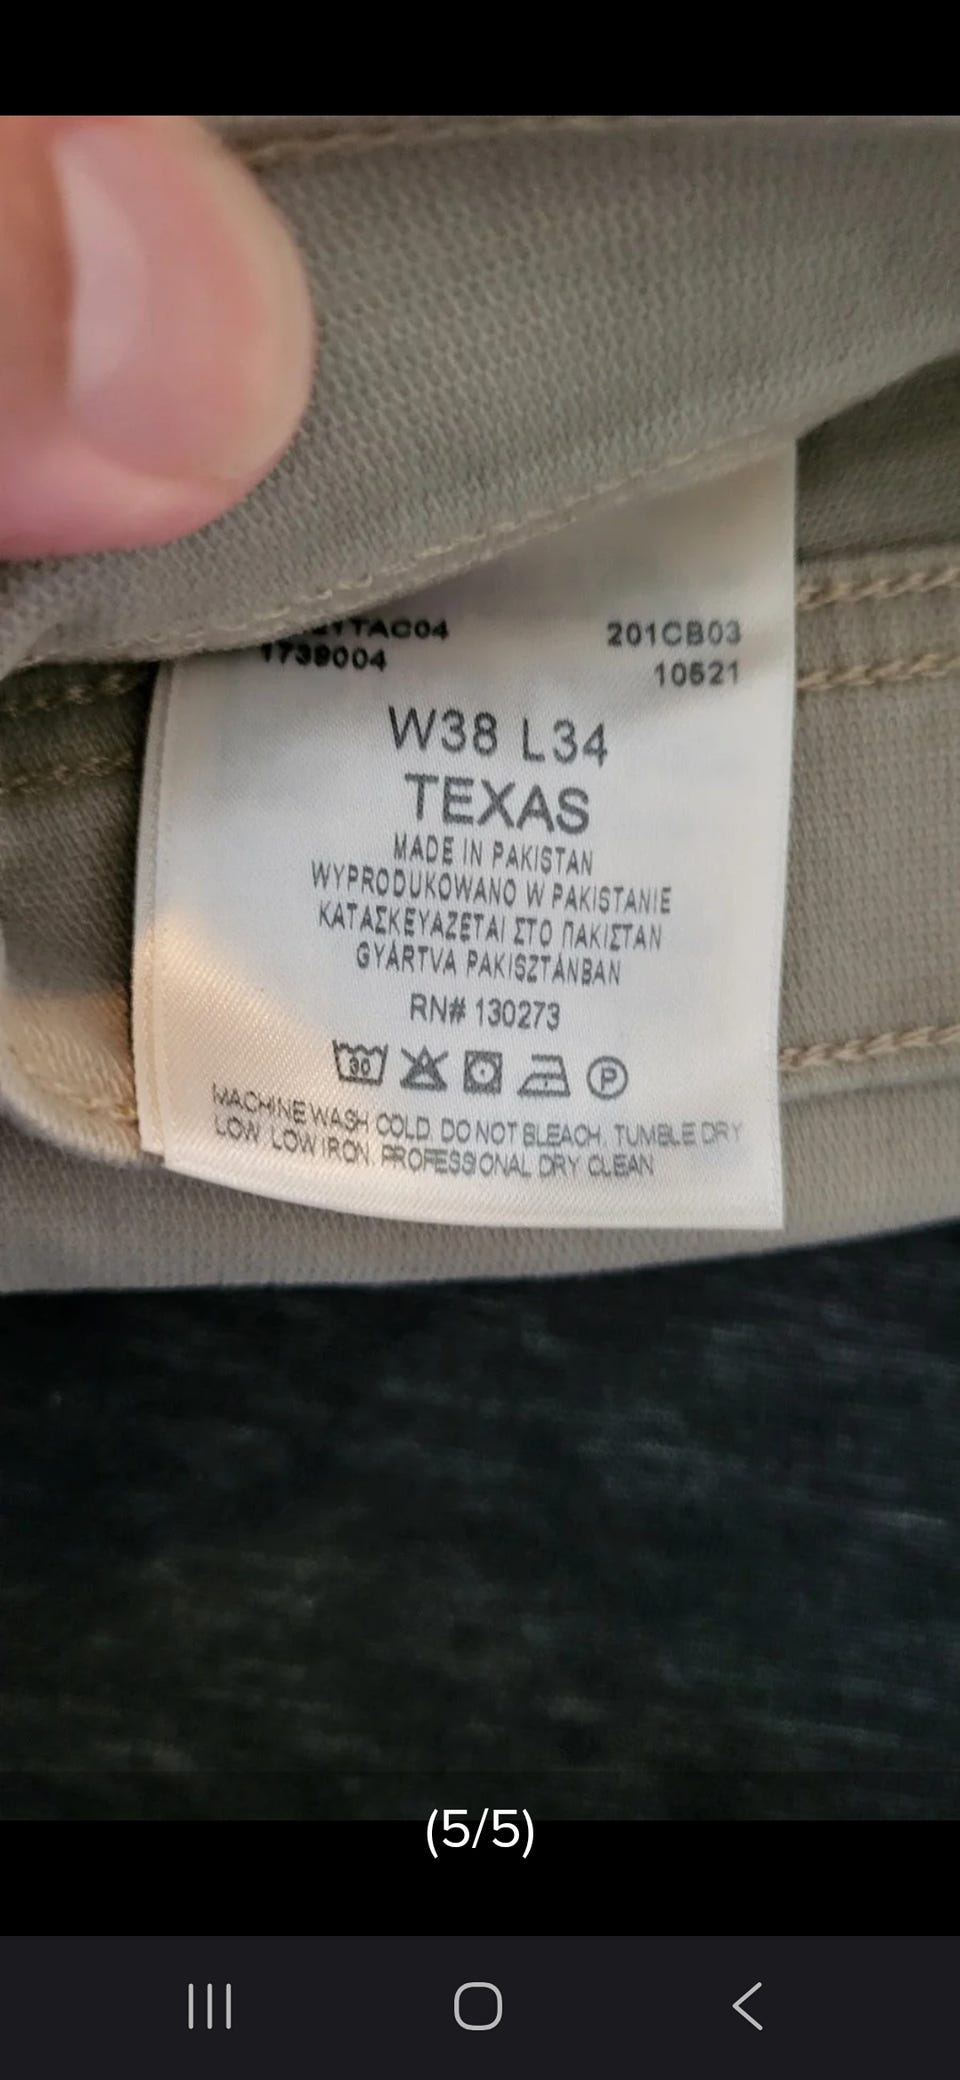 1739004
201CB03
10521
W38 L34
TEXAS
MADE IN PAKISTAN
WYPRODUKOWANO W PAKISTANIE
ΚΑΤΑΣΚΕΥΑΖΕΤΑΙ ΣΤΟ ΠΑΚΙΣΤΑΝ
GYÁRTVA PAKISZTÁNBAN
RN# 130273
30
P
MACHINE WASH COLD. DO NOT BLEACH. TUMBLE DRY
LOW. LOW IRON. PROFESSIONAL DRY CLEAN
(5/5)